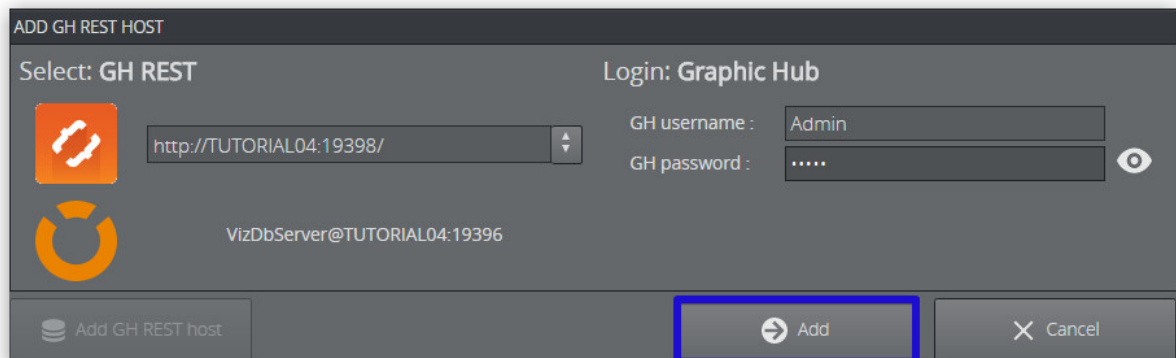 ADD GH REST HOST
Select: GH REST
Login: Graphic Hub
http://TUTORIAL04:19398/
GH username :
Admin
GH password :
•••••
VizDbServer@TUTORIAL04:19396
Add GH REST host
Add
Cancel